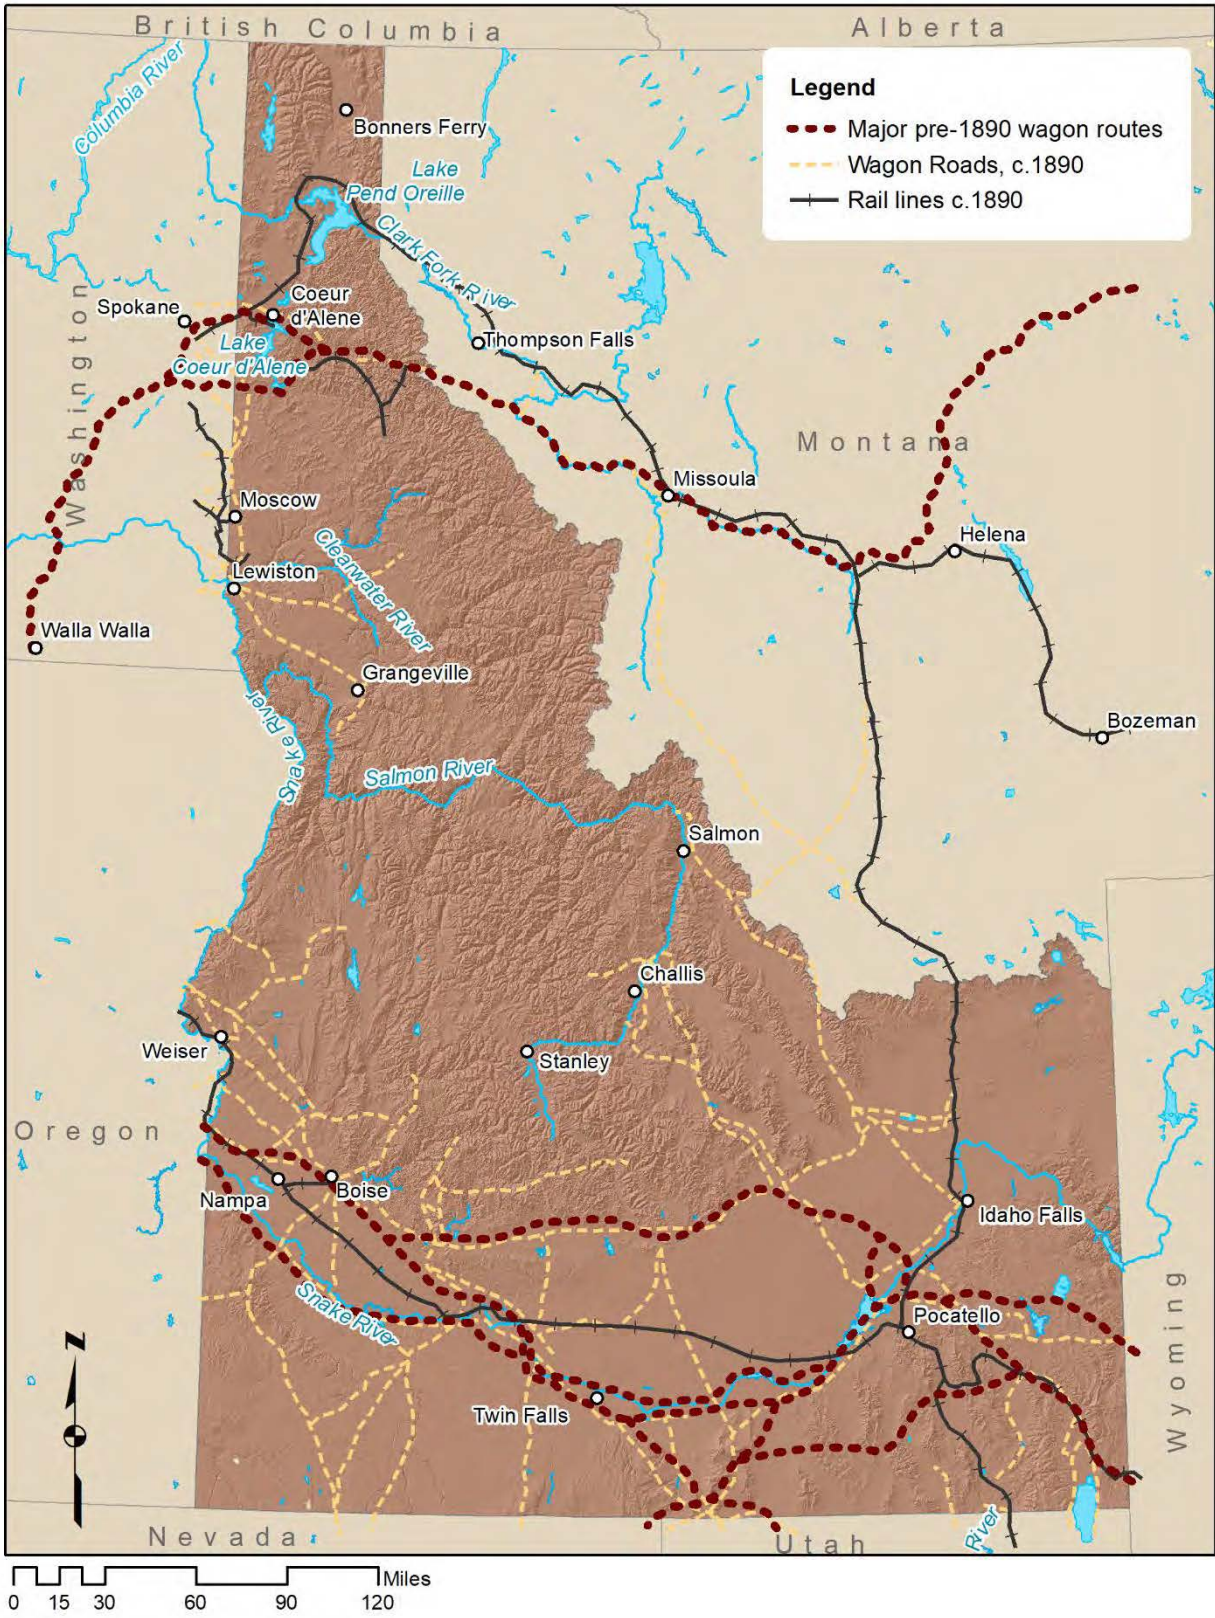 British Columbia
Alberta
Columbia River
Legend
Major pre-1890 wagon routes
Wagon Roads, c.1890
Rail lines c.1890
Bonners Ferry
Lake
Pend Oreille
Clark Fork River
Washington
Spokane
Coeur
d'Alene
Lake
Coeur d'Alene
Thompson Falls
Montana
Missoula
Moscow
Helena
Clearwater River
Lewiston
Walla Walla
Grangeville
Snake River
Bozeman
Salmon River
Salmon
Challis
Weiser
Stanley
Oregon
Nampa
Boise
Idaho Falls
Snake River
Wyoming
Pocatello
Twin Falls
N
Nevada
Utah
River
Miles
0 15 30 60 90 120